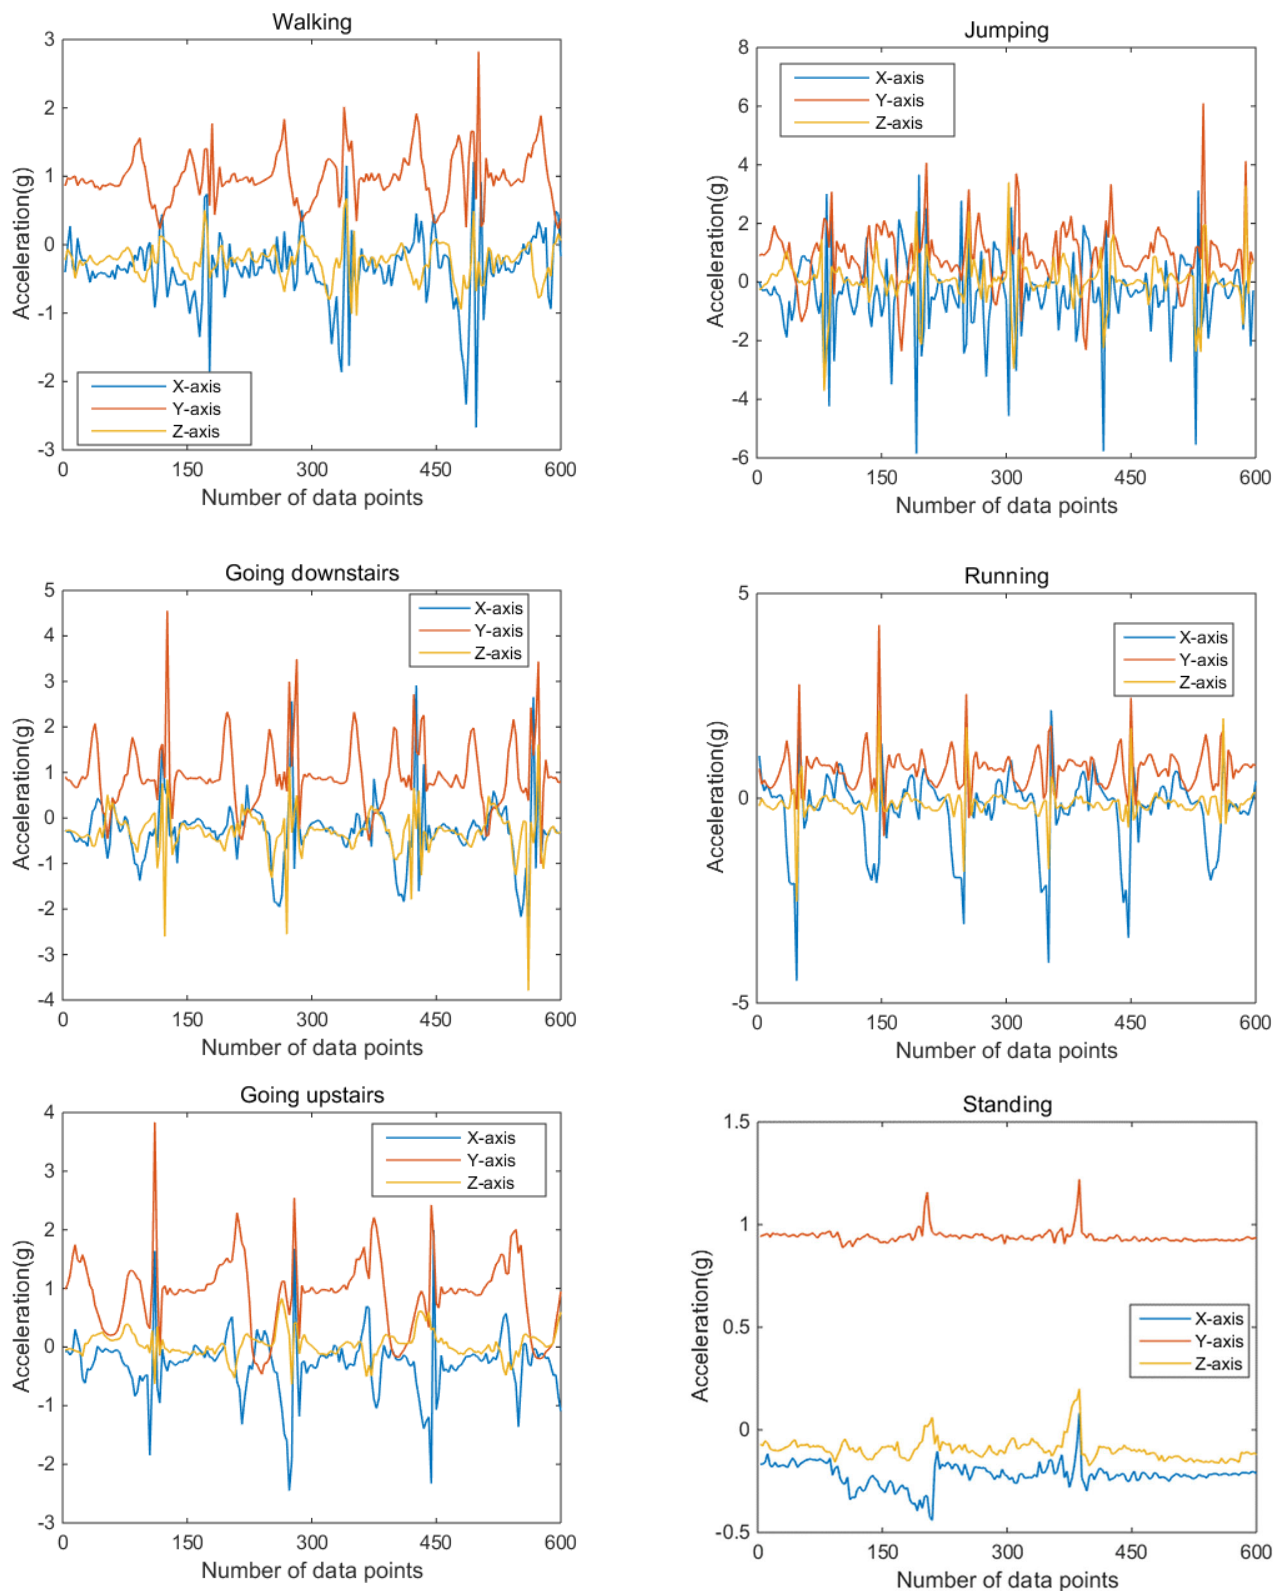 Walking
3
2
1
0
-1
-2
-3
Acceleration(g)
X-axis
Y-axis
Z-axis
0 150 300 450 600
Number of data points
Jumping
8
6
4
2
0
-2
-4
-6
Acceleration(g)
X-axis
Y-axis
Z-axis
0 150 300 450 600
Number of data points
Going downstairs
5
4
3
2
1
0
-1
-2
-3
-4
Acceleration(g)
X-axis
Y-axis
Z-axis
0 150 300 450 600
Number of data points
Running
5
0
-5
Acceleration(g)
X-axis
Y-axis
Z-axis
0 150 300 450 600
Number of data points
Going upstairs
4
3
2
1
0
-1
-2
-3
Acceleration(g)
X-axis
Y-axis
Z-axis
0 150 300 450 600
Number of data points
Standing
1.5
1
0.5
0
-0.5
Acceleration(g)
X-axis
Y-axis
Z-axis
0 150 300 450 600
Number of data points